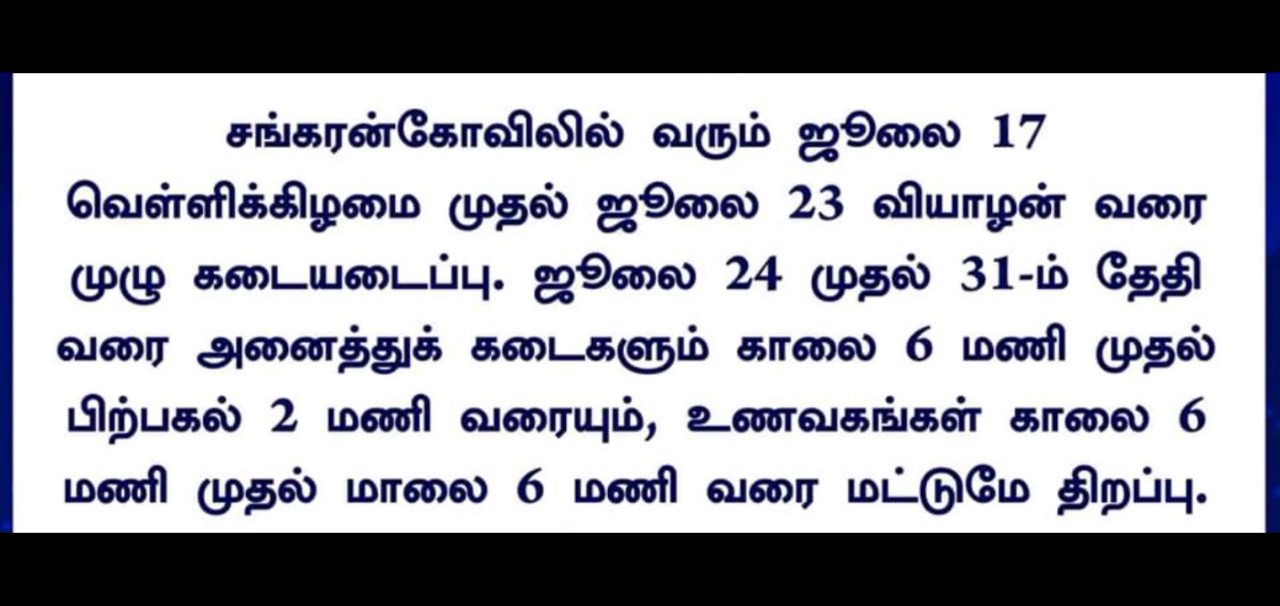 சங்கரன்கோவிலில் வரும் ஜூலை 17
வெள்ளிக்கிழமை முதல் ஜூலை 23 வியாழன் வரை
முழு கடையடைப்பு. ஜூலை 24 முதல் 31-ம் தேதி
வரை அனைத்துக் கடைகளும் காலை 6 மணி முதல்
பிற்பகல் 2 மணி வரையும், உணவகங்கள் காலை 6
மணி முதல் மாலை 6 மணி வரை மட்டுமே திறப்பு.